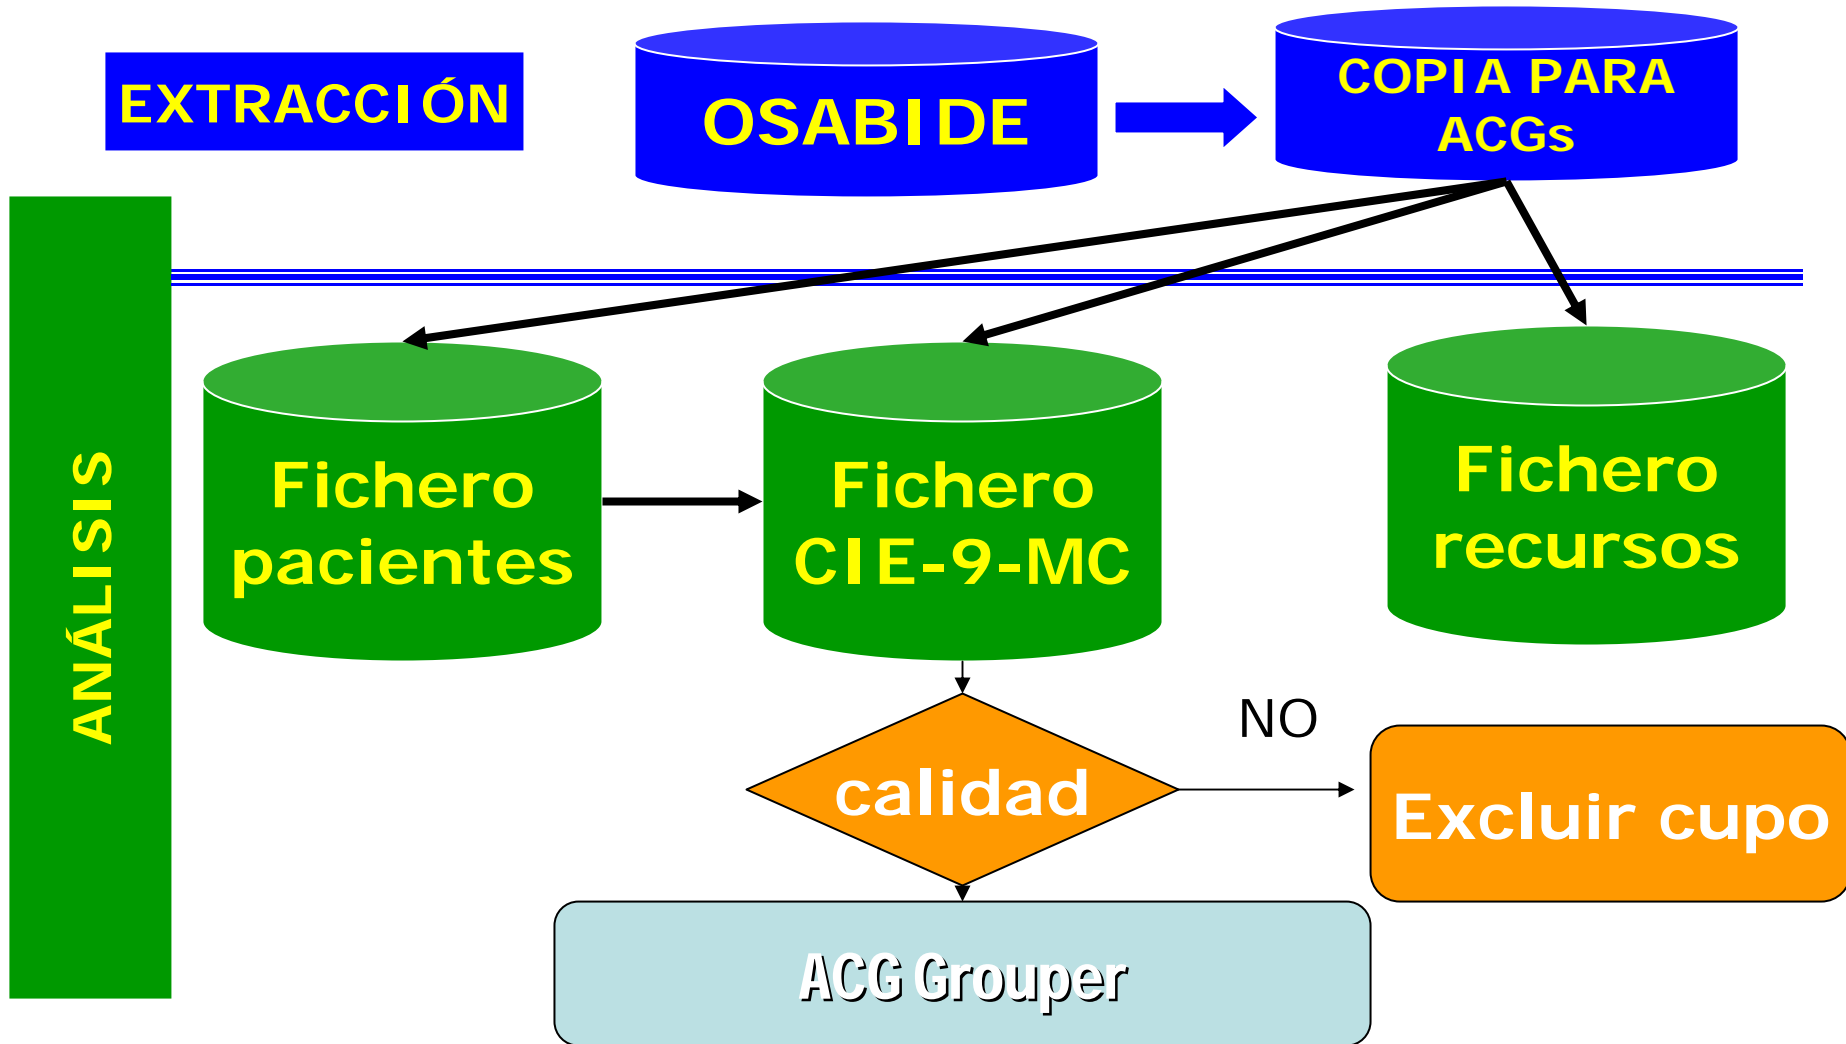 EXTRACCIÓN
OSABIDE
COPIA PARA
ACGs
ANÁLISIS
Fichero
pacientes
Fichero
CIE-9-MC
Fichero
recursos
NO
calidad
Excluir cupo
ACG Grouper